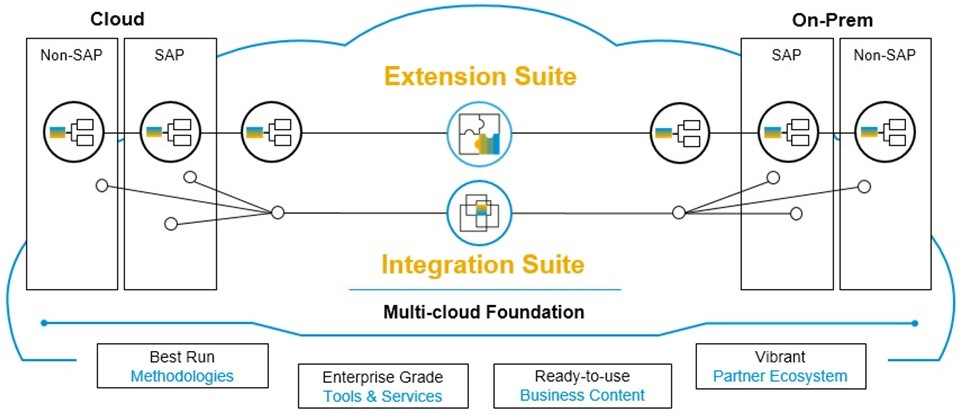 Cloud
On-Prem
Non-SAP
SAP
SAP
Non-SAP
Extension Suite
Integration Suite
Multi-cloud Foundation
Best Run
Methodologies
Enterprise Grade
Tools & Services
Ready-to-use
Business Content
Vibrant
Partner Ecosystem